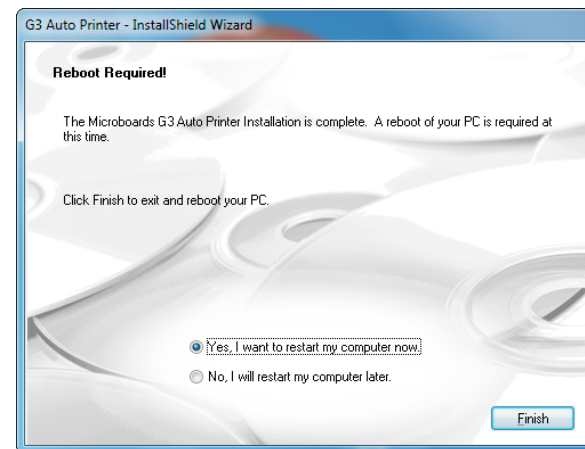 G3 Auto Printer - InstallShield Wizard
Reboot Required!
The Microboards G3 Auto Printer Installation is complete.  A reboot of your PC is required at
this time.
Click Finish to exit and reboot your PC.
Yes, I want to restart my computer now.
No, I will restart my computer later.
Finish